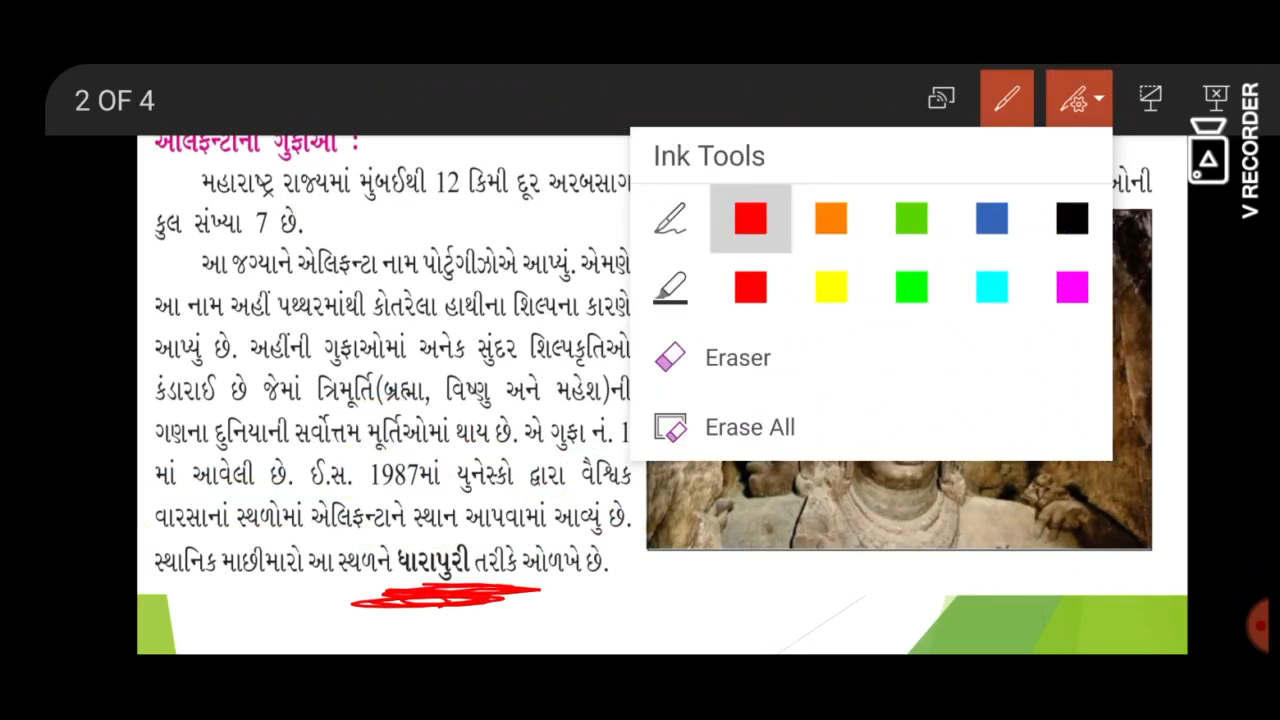 2 OF 4
V RECORDER
Ink Tools
Eraser
Erase All
એલિફન્ટાની ગુફાઓ :
મહારાષ્ટ્ર રાજ્યમાં મુંબઈથી 12 કિમી દૂર અરબસાગ
કુલ સંખ્યા 7 છે.
આ જગ્યાને એલિફન્ટા નામ પોર્ટુગીઝોએ આપ્યું. એમણે
આ નામ અહીં પથ્થરમાંથી કોતરેલા હાથીના શિલ્પના કારણે
આપ્યું છે. અહીંની ગુફાઓમાં અનેક સુંદર શિલ્પકૃતિઓ
કંડારાઈ છે જેમાં ત્રિમૂર્તિ(બ્રહ્મા, વિષ્ણુ અને મહેશ)ની
ગણના દુનિયાની સર્વોત્તમ મૂર્તિઓમાં થાય છે. એ ગુફા નં. 1
માં આવેલી છે. ઈ.સ. 1987માં યુનેસ્કો દ્વારા વૈશ્વિક
વારસાનાં સ્થળોમાં એલિફન્ટાને સ્થાન આપવામાં આવ્યું છે.
સ્થાનિક માછીમારો આ સ્થળને ધારાપુરી તરીકે ઓળખે છે.